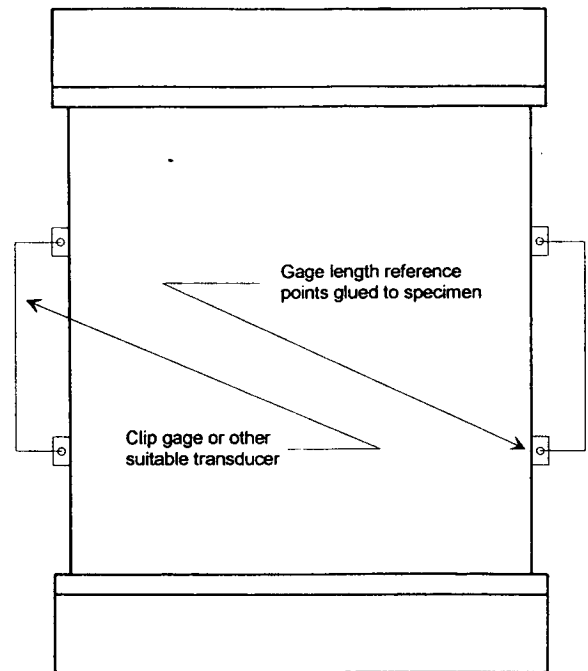 Gage length reference
points glued to specimen
Clip gage or other
suitable transducer